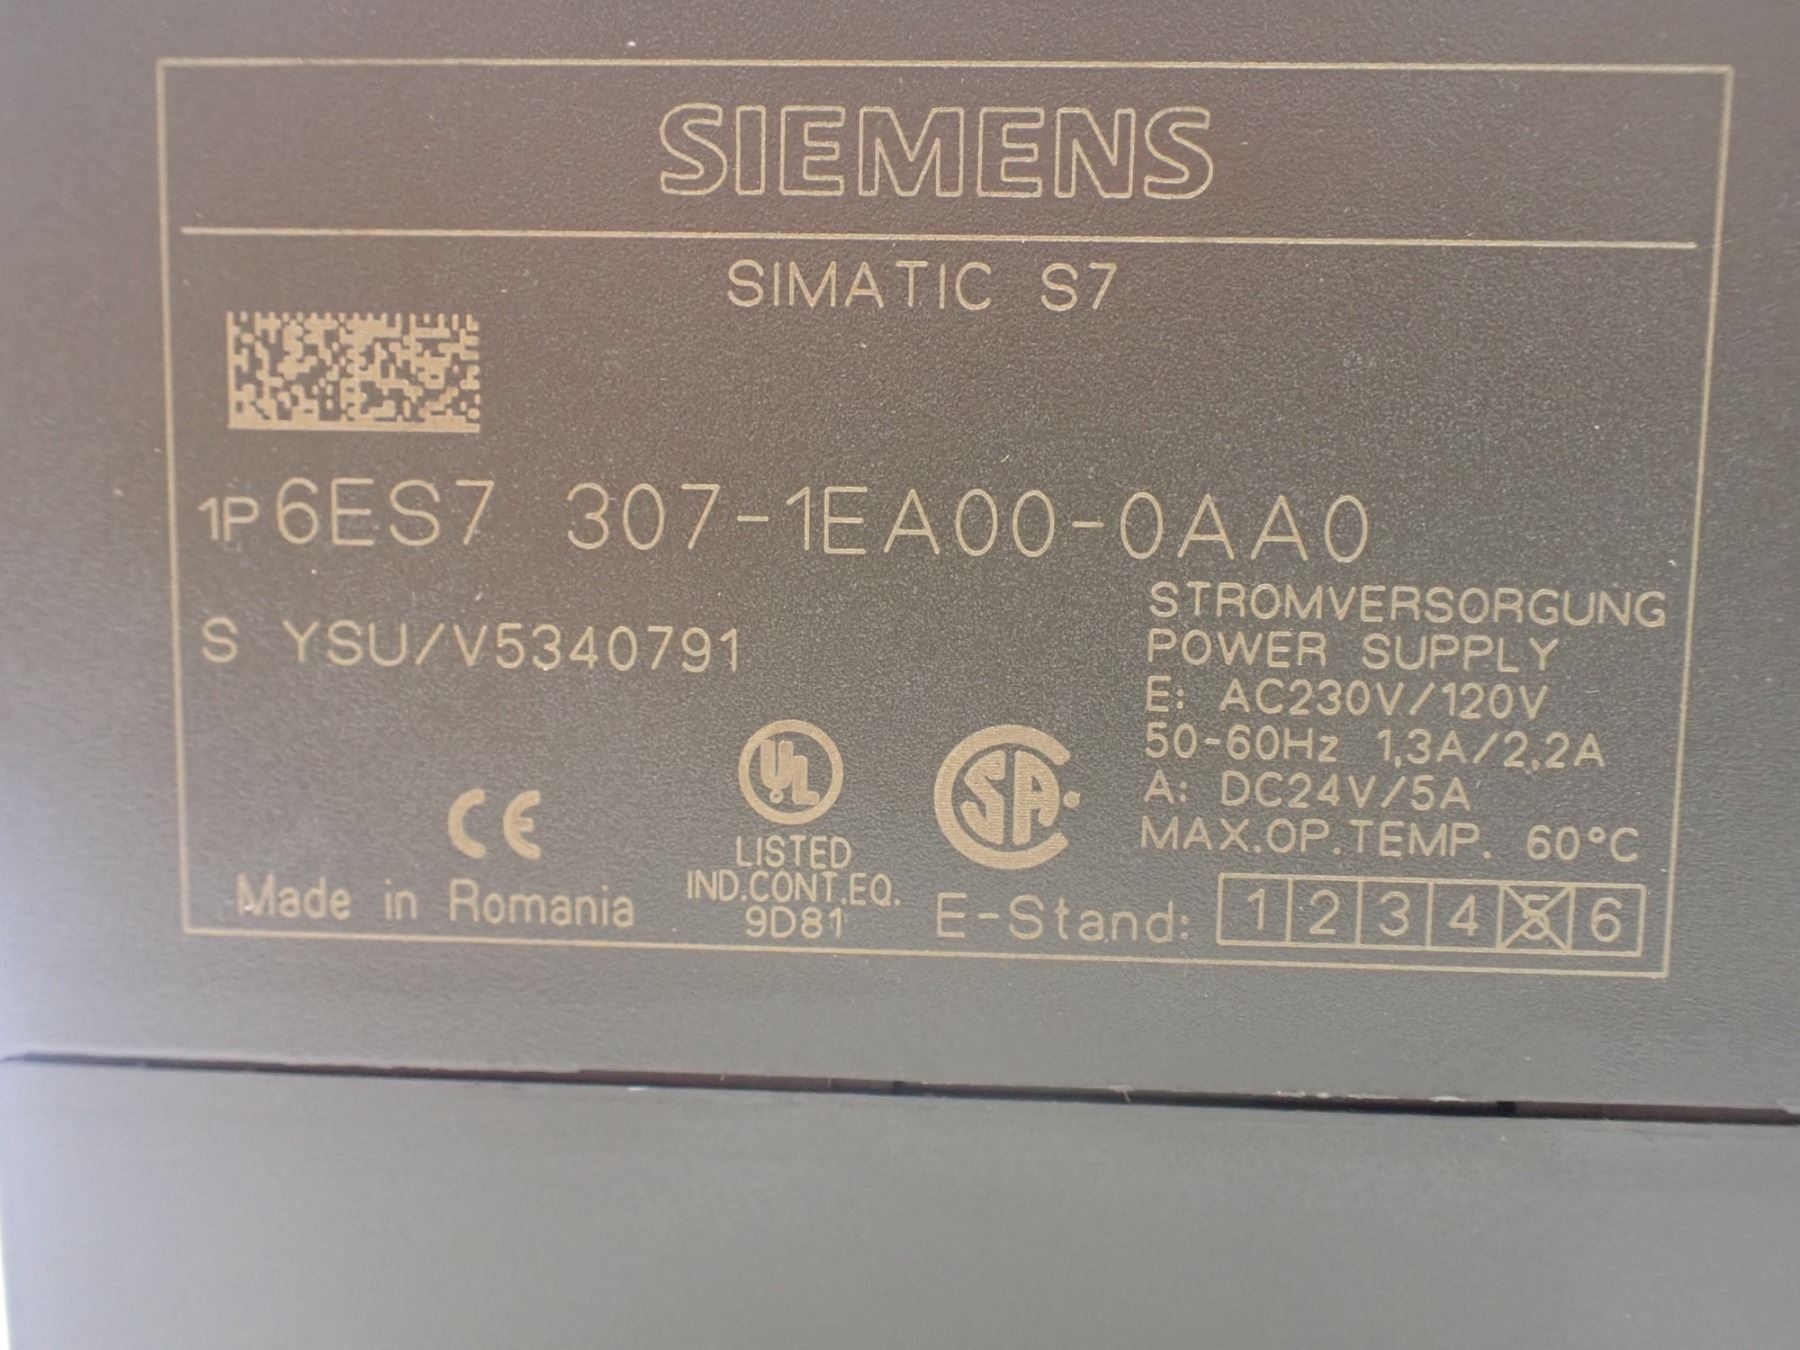 SIEMENS
SIMATIC S7
1P 6ES7 307-1EA00-0AA0
S YSU/V5340791
STROMVERSORGUNG
POWER SUPPLY
E: AC230V/120V
50-60Hz 1,3A/2,2A
A: DC24V/5A
MAX.OP.TEMP. 60°C
CE
UL
LISTED
IND.CONT.EQ.
9D81
SA
Made in Romania
E-Stand: 1 2 3 4 5 6